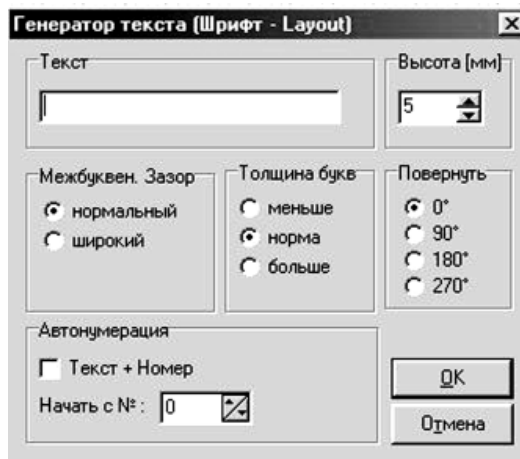 Генератор текста (Шрифт - Layout)
Текст
Высота [мм]
5
Межбуквен. Зазор
нормальный
широкий
Толщина букв
меньше
норма
больше
Повернуть
0°
90°
180°
270°
Автонумерация
Текст + Номер
Начать с №: 0
OK
Отмена